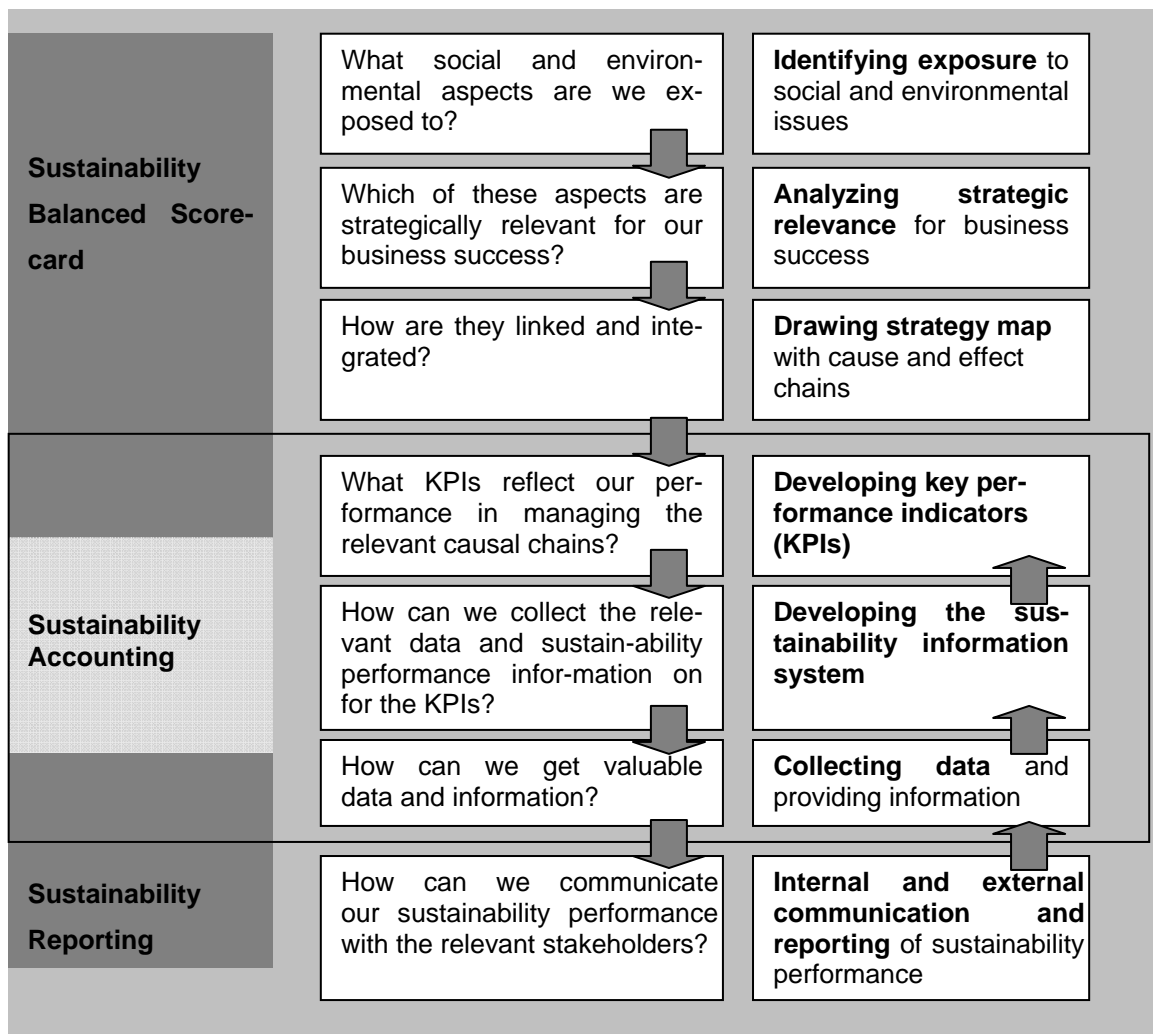 What social and environ-
mental aspects are we ex-
posed to?
Identifying exposure to
social and environmental
issues
Sustainability
Balanced Score-
card
Which of these aspects are
strategically relevant for our
business success?
Analyzing strategic
relevance for business
success
How are they linked and inte-
grated?
Drawing strategy map
with cause and effect
chains
What KPIs reflect our per-
formance in managing the
relevant causal chains?
Developing key per-
formance indicators
(KPIs)
Sustainability
Accounting
How can we collect the rele-
vant data and sustain-ability
performance infor-mation on
for the KPIs?
Developing the sus-
tainability information
system
How can we get valuable
data and information?
Collecting data and
providing information
Sustainability
Reporting
How can we communicate
our sustainability performance
with the relevant stakeholders?
Internal and external
communication and
reporting of sustainability
performance